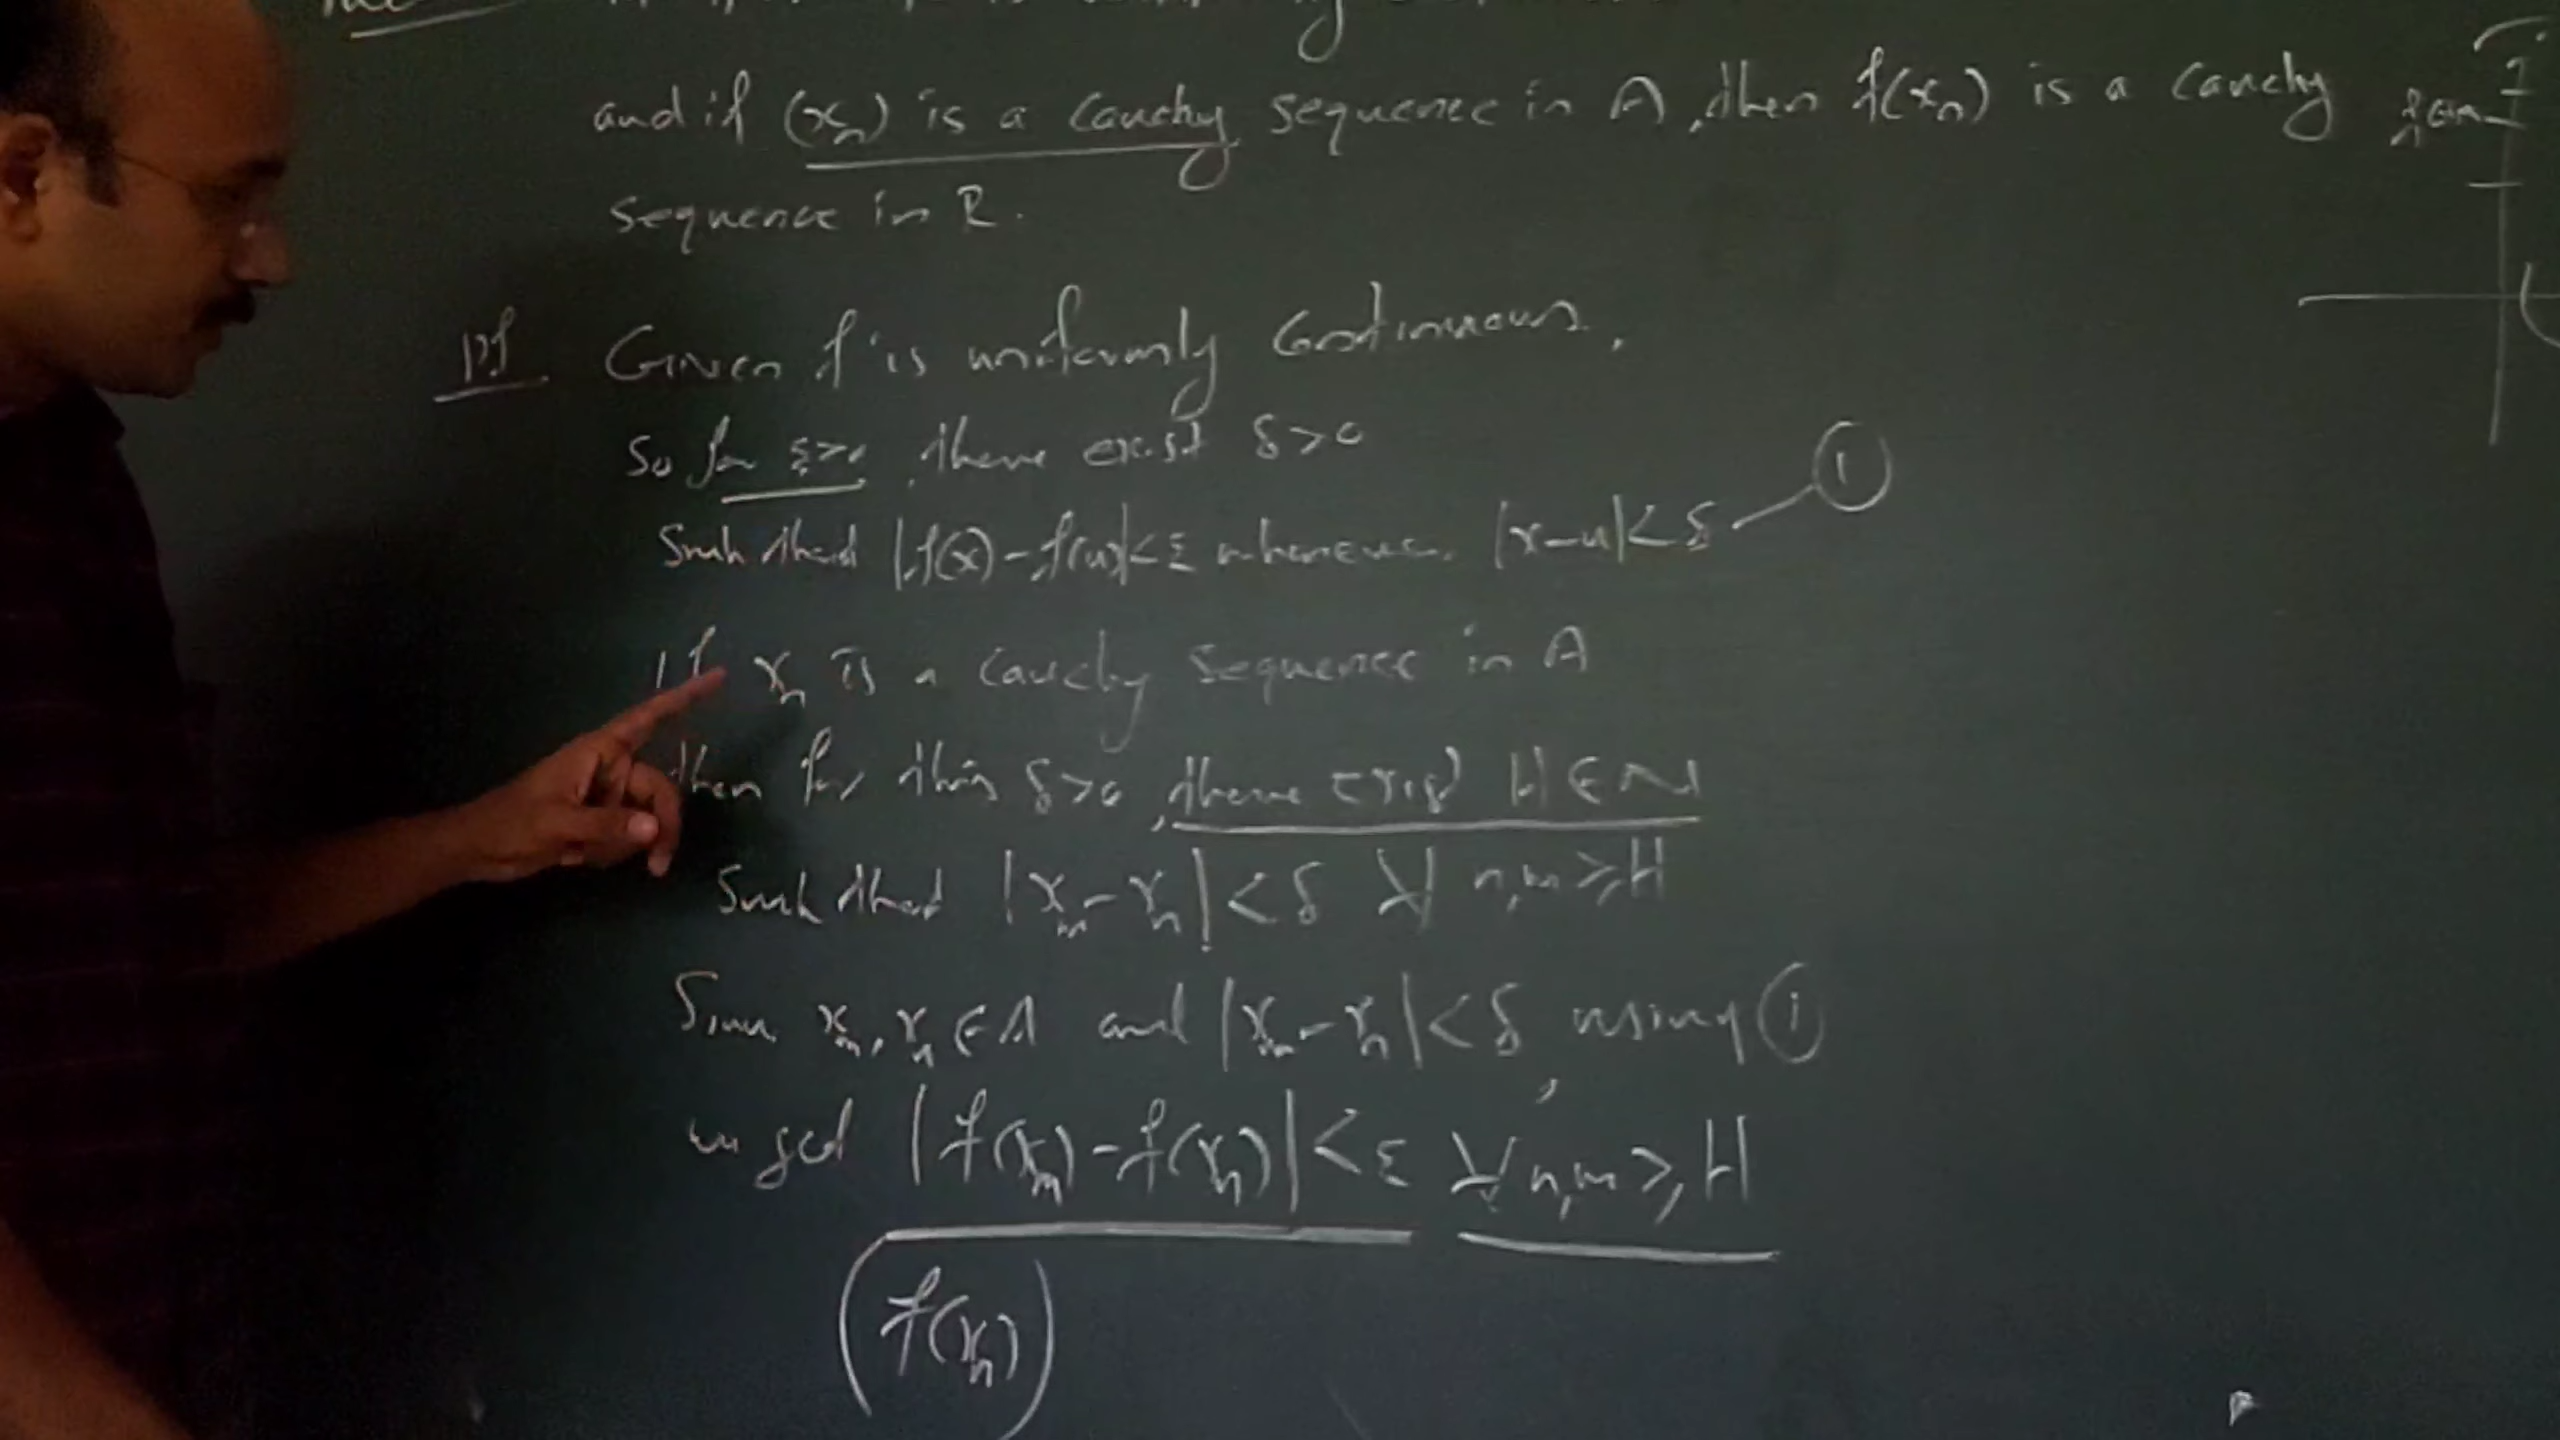 and if (xₙ) is a Cauchy sequence in A, then f(xₙ) is a Cauchy
sequence in R.
Pf. Given f is uniformly continuous.
So for ε>0, there exist δ>0
Such that |f(x)-f(u)|<ε whenever |x-u|<δ — ①
If xₙ is a Cauchy sequence in A
then for this δ>0, there exist H∈N
Such that |xₘ-xₙ|<δ ∀ n,m ≥ H
Since xₘ, xₙ ∈ A and |xₘ-xₙ|<δ, using ①
we get |f(xₘ)-f(xₙ)|<ε ∀ n,m ≥ H
(f(xₙ))